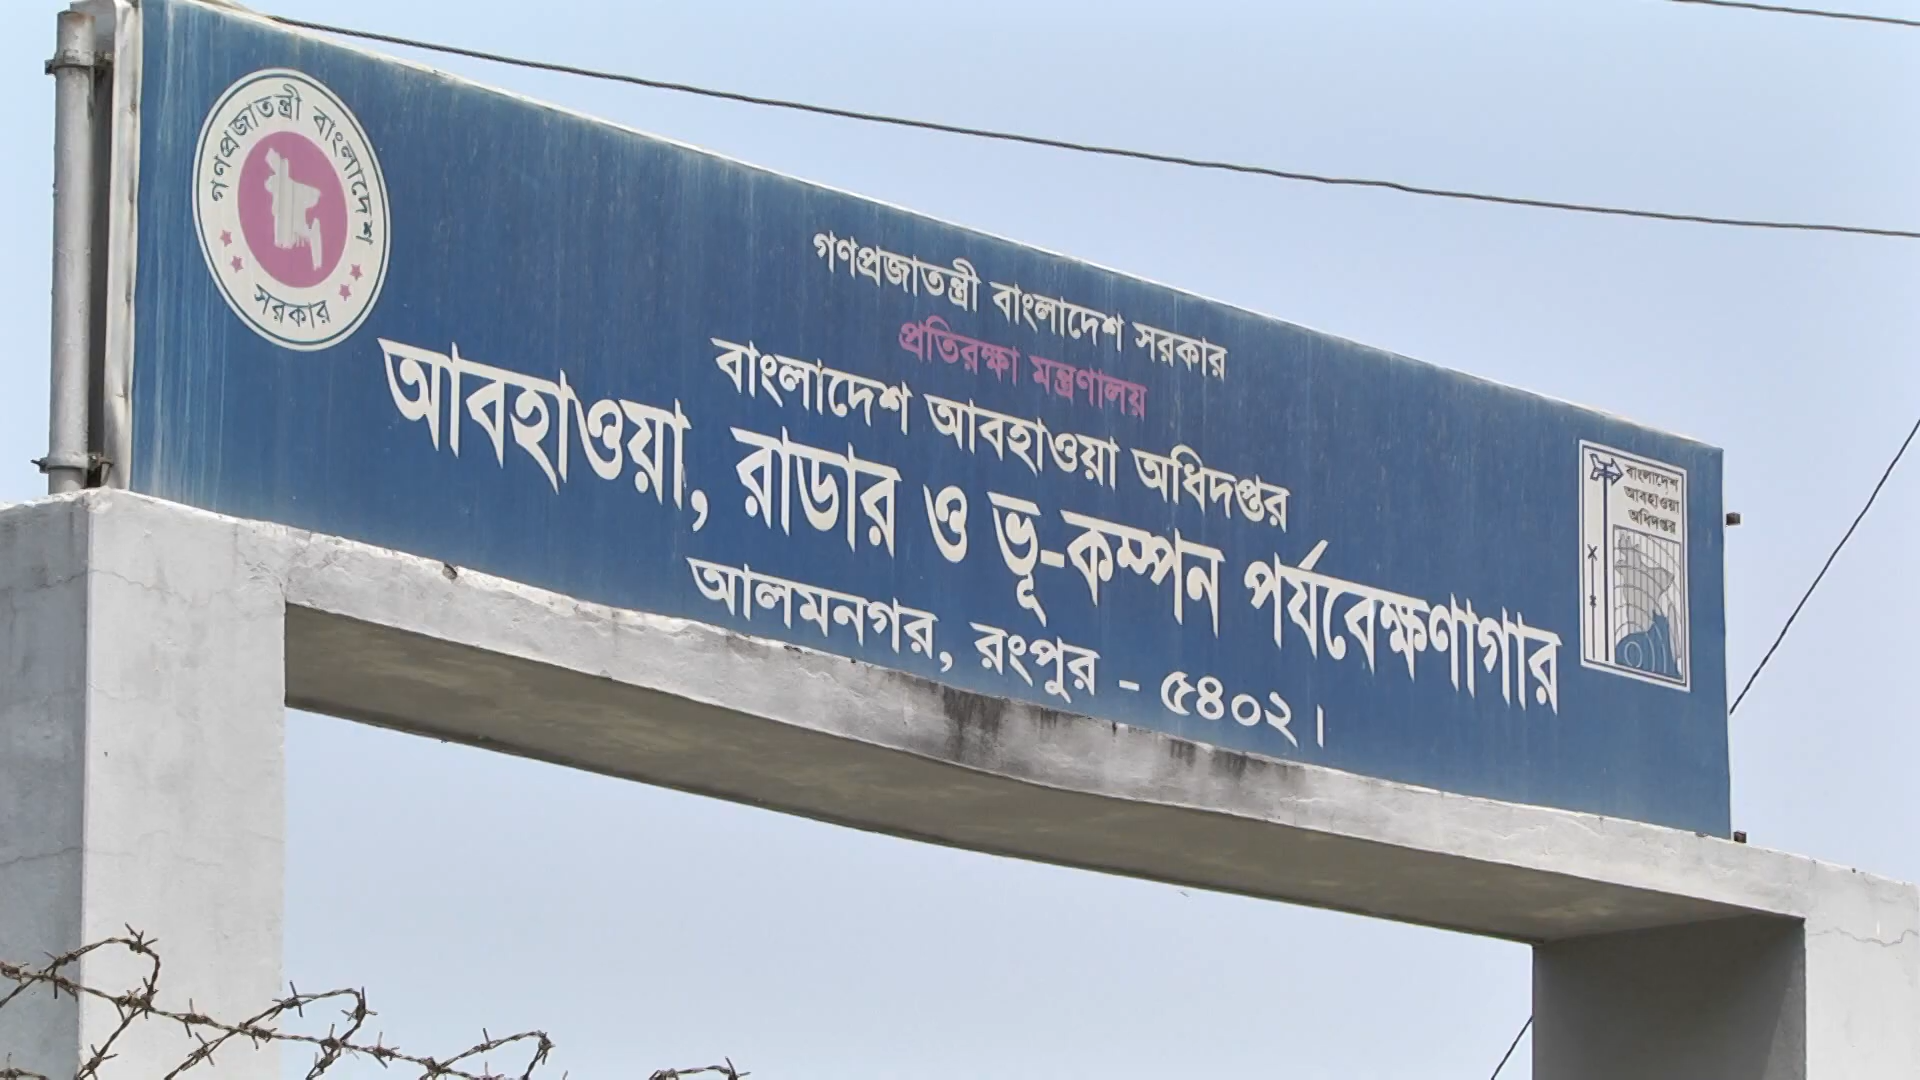 গণপ্রজাতন্ত্রী বাংলাদেশ
সরকার
গণপ্রজাতন্ত্রী বাংলাদেশ সরকার
প্রতিরক্ষা মন্ত্রণালয়
বাংলাদেশ আবহাওয়া অধিদপ্তর
আবহাওয়া, রাডার ও ভূ-কম্পন পর্যবেক্ষণাগার
আলমনগর, রংপুর - ৫৪০২।
বাংলাদেশ
আবহাওয়া
অধিদপ্তর